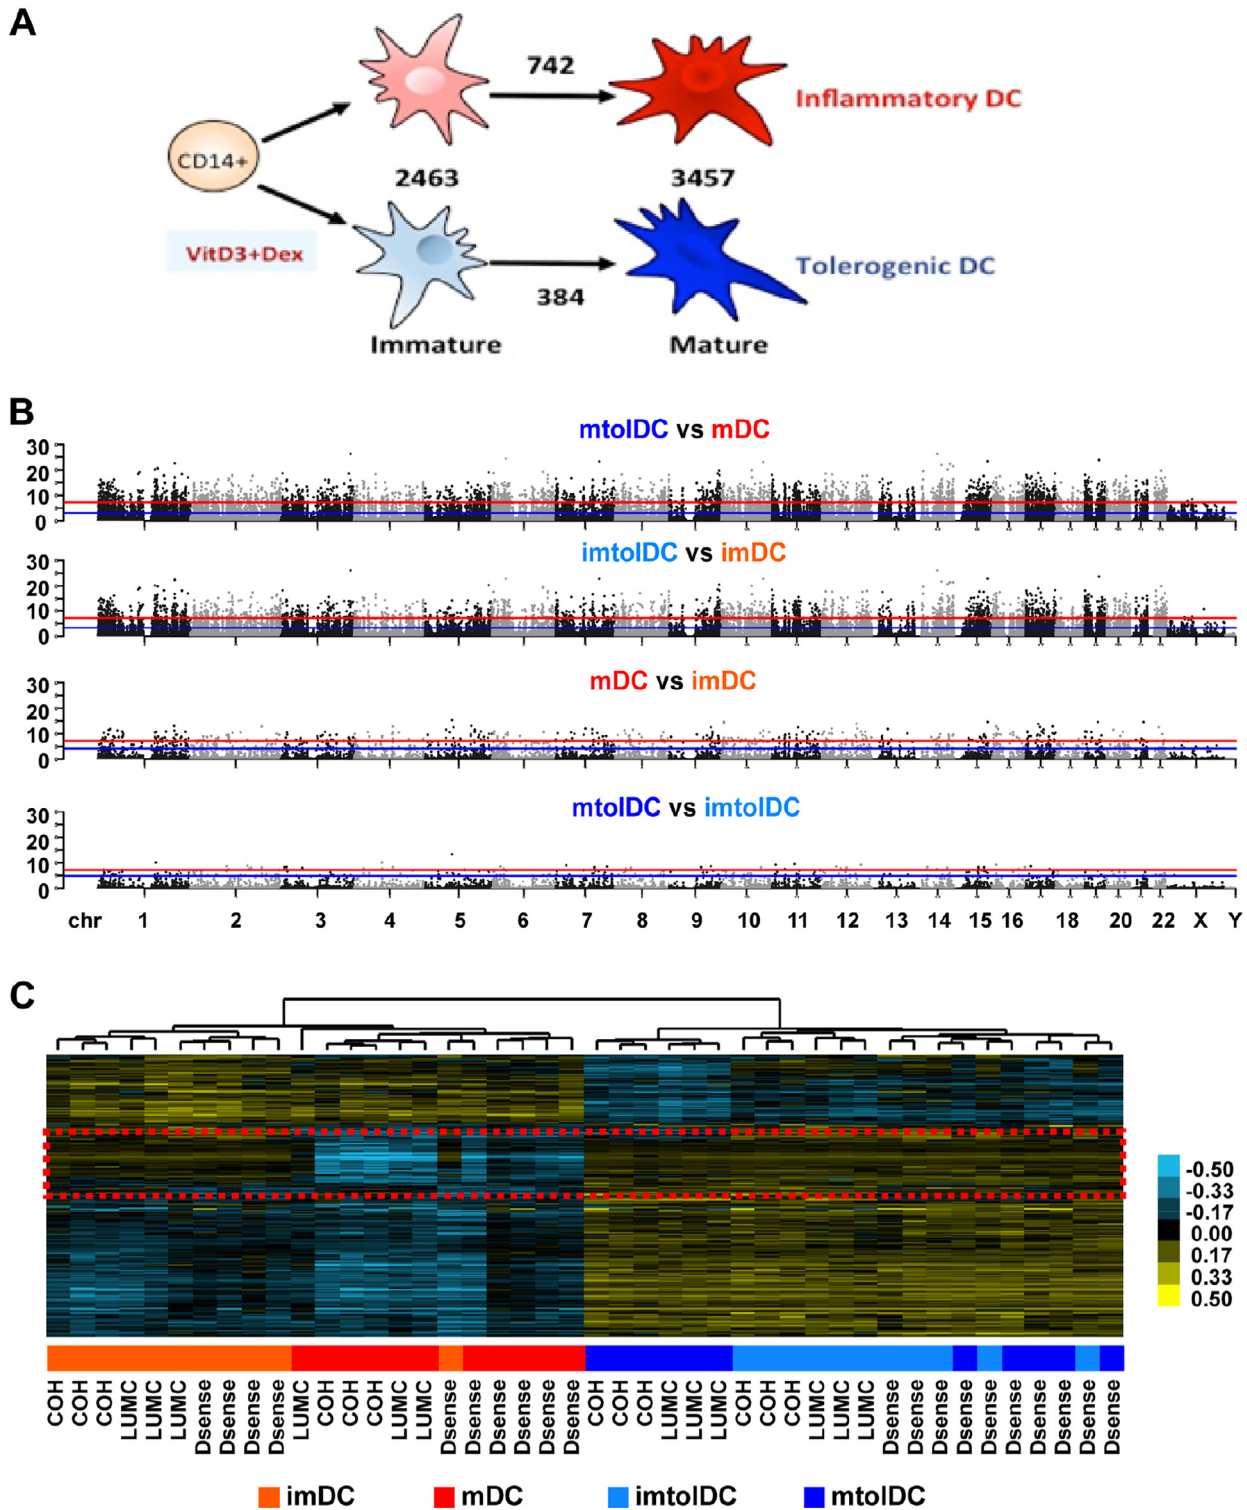 A
742
Inflammatory DC
CD14+
2463
3457
VitD3+Dex
Tolerogenic DC
384
Immature
Mature
B
mtolDC vs mDC
30
20
10
0
imtolDC vs imDC
30
20
10
0
mDC vs imDC
30
20
10
0
mtolDC vs imtolDC
30
20
10
0
chr 1 2 3 4 5 6 7 8 9 10 11 12 13 14 15 16 18 20 22 X Y
C
-0.50
-0.33
-0.17
0.00
0.17
0.33
0.50
COH COH COH LUMC LUMC LUMC Dsense Dsense Dsense Dsense LUMC COH COH COH LUMC LUMC Dsense Dsense Dsense Dsense Dsense Dsense COH COH COH LUMC LUMC LUMC COH COH COH LUMC LUMC LUMC Dsense Dsense Dsense Dsense Dsense Dsense Dsense Dsense Dsense Dsense
imDC mDC imtolDC mtolDC